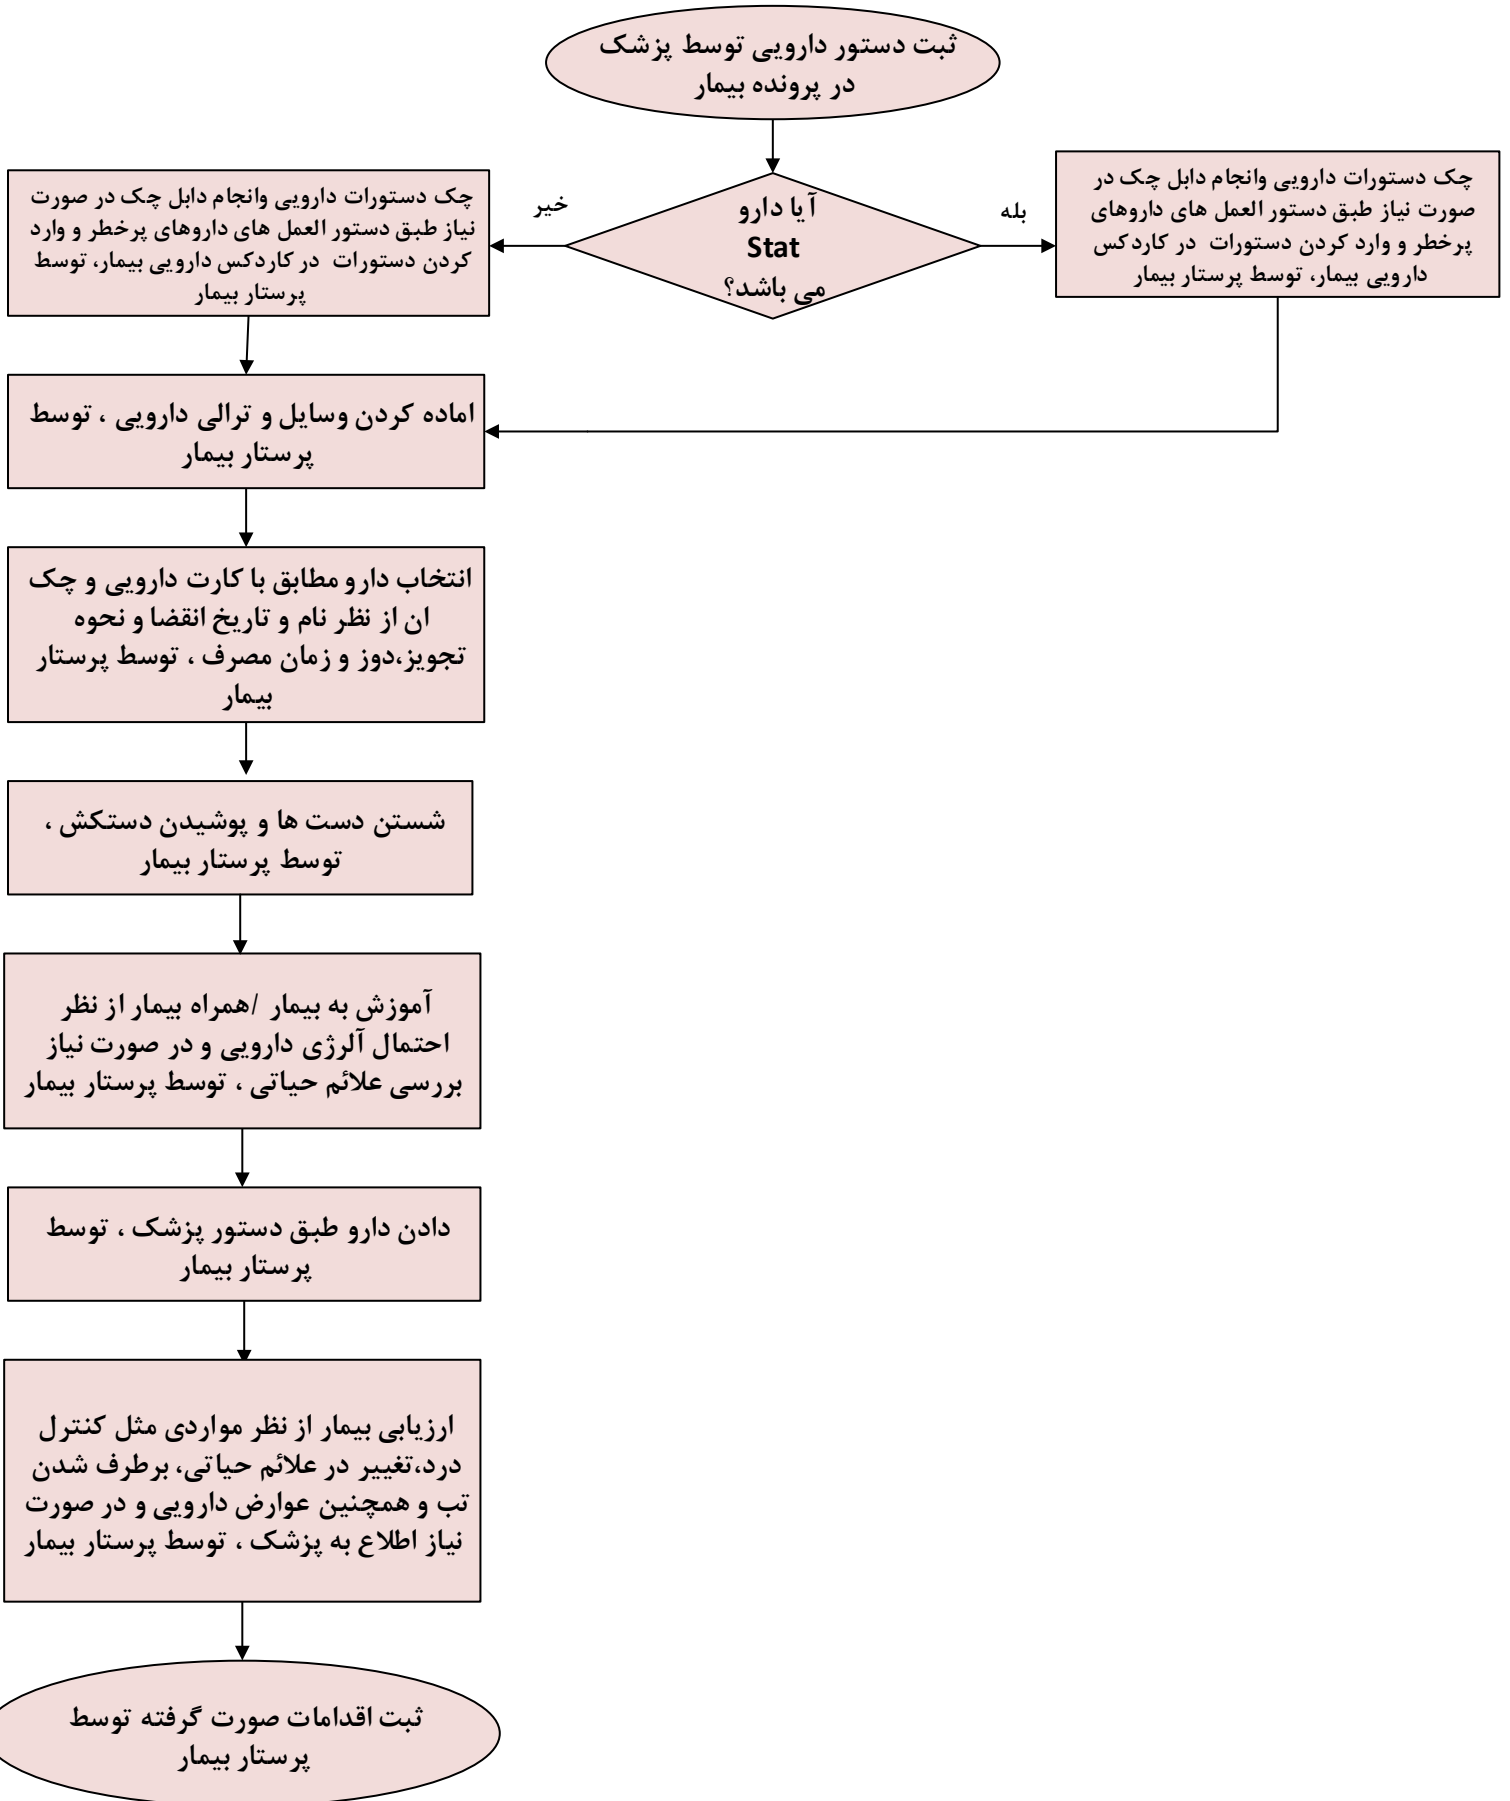 ثبت دستور دارویی توسط پزشک
در پرونده بیمار
آیا دارو
Stat
می باشد؟
بله
خیر
چک دستورات دارویی وانجام دابل چک در
صورت نیاز طبق دستور العمل های داروهای
پرخطر و وارد کردن دستورات در کاردکس
دارویی بیمار، توسط پرستار بیمار
چک دستورات دارویی وانجام دابل چک در صورت
نیاز طبق دستور العمل های داروهای پرخطر و وارد
کردن دستورات در کاردکس دارویی بیمار، توسط
پرستار بیمار
اماده کردن وسایل و ترالی دارویی ، توسط
پرستار بیمار
انتخاب دارو مطابق با کارت دارویی و چک
ان از نظر نام و تاریخ انقضا و نحوه
تجویز،دوز و زمان مصرف ، توسط پرستار
بیمار
شستن دست ها و پوشیدن دستکش ،
توسط پرستار بیمار
آموزش به بیمار /همراه بیمار از نظر
احتمال آلرژی دارویی و در صورت نیاز
بررسی علائم حیاتی ، توسط پرستار بیمار
دادن دارو طبق دستور پزشک ، توسط
پرستار بیمار
ارزیابی بیمار از نظر مواردی مثل کنترل
درد،تغییر در علائم حیاتی، برطرف شدن
تب و همچنین عوارض دارویی و در صورت
نیاز اطلاع به پزشک ، توسط پرستار بیمار
ثبت اقدامات صورت گرفته توسط
پرستار بیمار